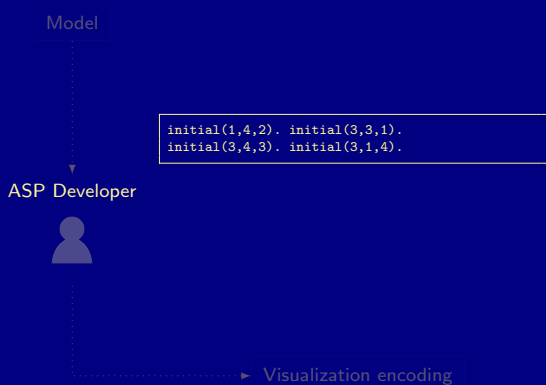 Model
initial(1,4,2). initial(3,3,1).
initial(3,4,3). initial(3,1,4).
ASP Developer
Visualization encoding